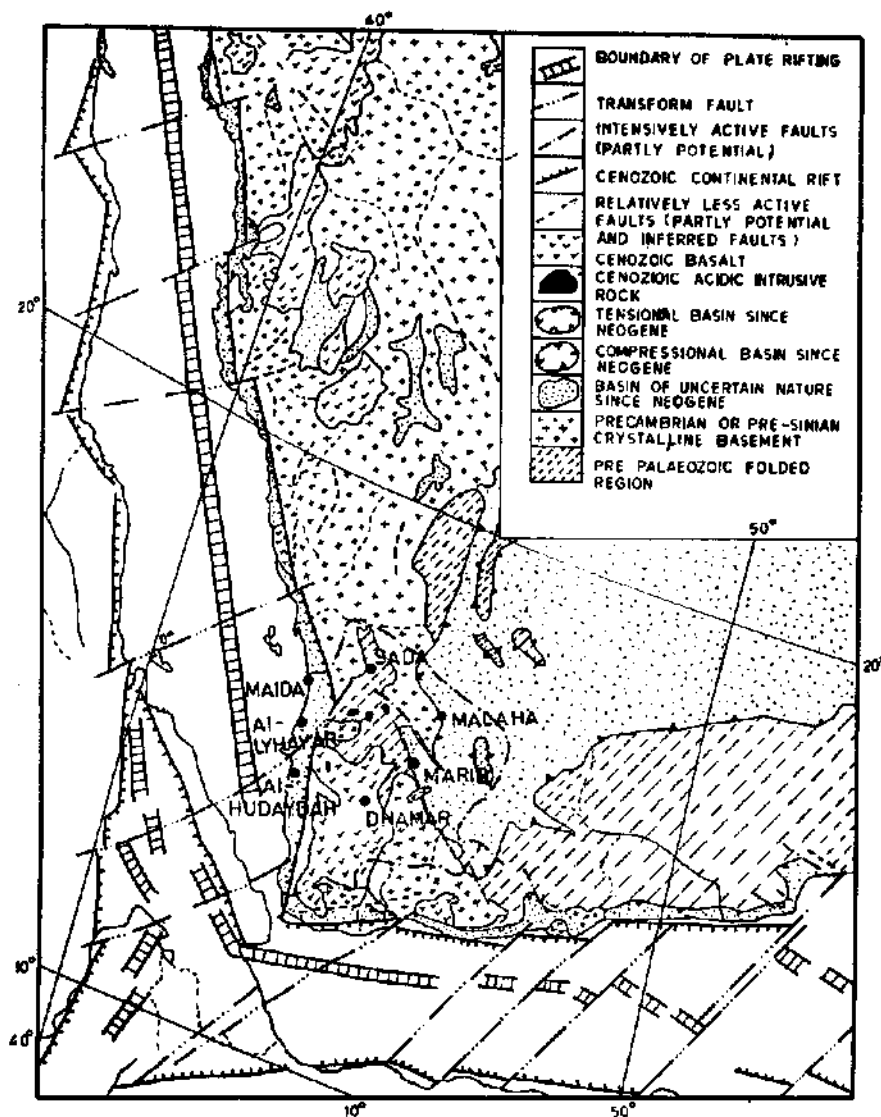 40°
BOUNDARY OF PLATE RIFTING
TRANSFORM FAULT
INTENSIVELY ACTIVE FAULTS
(PARTLY POTENTIAL)
CENOZOIC CONTINENTAL RIFT
RELATIVELY LESS ACTIVE
FAULTS (PARTLY POTENTIAL
AND INFERRED FAULTS)
CENOZOIC BASALT
CENOZIOIC ACIDIC INTRUSIVE
ROCK
TENSIONAL BASIN SINCE
NEOGENE
COMPRESSIONAL BASIN SINCE
NEOGENE
BASIN OF UNCERTAIN NATURE
SINCE NEOGENE
PRECAMBRIAN OR PRE-SINIAN
CRYSTALLINE BASEMENT
PRE PALAEOZOIC FOLDED
REGION
20°
50°
20°
SADA
MAIDA
MALAHA
Al-
LYHAYAR
MARIB
Al-
HUDAYDAH
DHAMAR
10°
40°
10°
50°